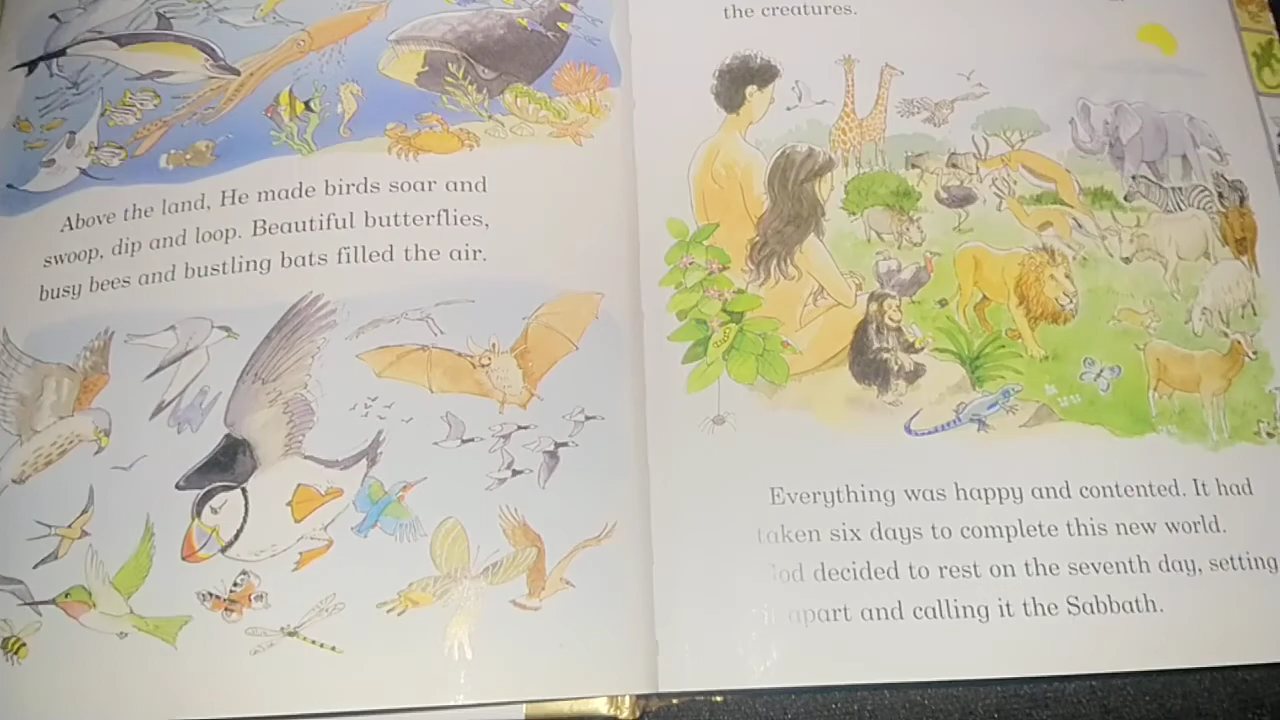 Above the land, He made birds soar and
swoop, dip and loop. Beautiful butterflies,
busy bees and bustling bats filled the air.
the creatures.
Everything was happy and contented. It had
taken six days to complete this new world.
God decided to rest on the seventh day, setting
it apart and calling it the Sabbath.